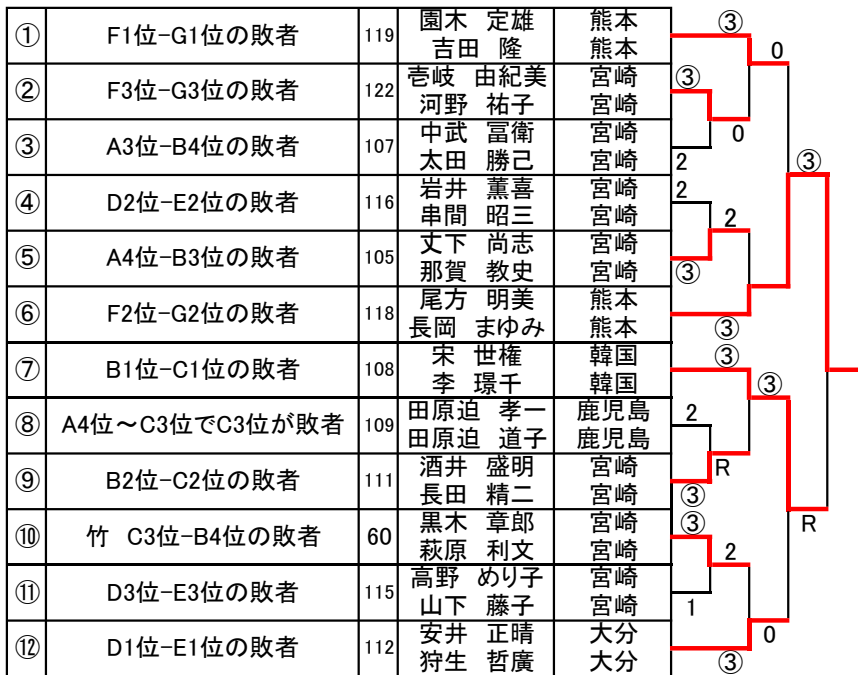 ① F1位-G1位の敗者 119 園木 定雄 熊本 ③
吉田 隆 熊本 0
② F3位-G3位の敗者 122 壱岐 由紀美 宮崎 ③
河野 祐子 宮崎 0
③ A3位-B4位の敗者 107 中武 冨衛 宮崎
太田 勝己 宮崎 2 ③
④ D2位-E2位の敗者 116 岩井 薫喜 宮崎 2
串間 昭三 宮崎 2
⑤ A4位-B3位の敗者 105 丈下 尚志 宮崎
那賀 教史 宮崎 ③
⑥ F2位-G2位の敗者 118 尾方 明美 熊本
長岡 まゆみ 熊本 ③
⑦ B1位-C1位の敗者 108 宋 世権 韓国 ③
李 璟千 韓国 ③
⑧ A4位～C3位でC3位が敗者 109 田原迫 孝一 鹿児島 2
田原迫 道子 鹿児島
⑨ B2位-C2位の敗者 111 酒井 盛明 宮崎 R
長田 精二 宮崎 ③
⑩ 竹 C3位-B4位の敗者 60 黒木 章郎 宮崎 ③ R
萩原 利文 宮崎 2
⑪ D3位-E3位の敗者 115 高野 めり子 宮崎
山下 藤子 宮崎 1
⑫ D1位-E1位の敗者 112 安井 正晴 大分 0
狩生 哲廣 大分 ③